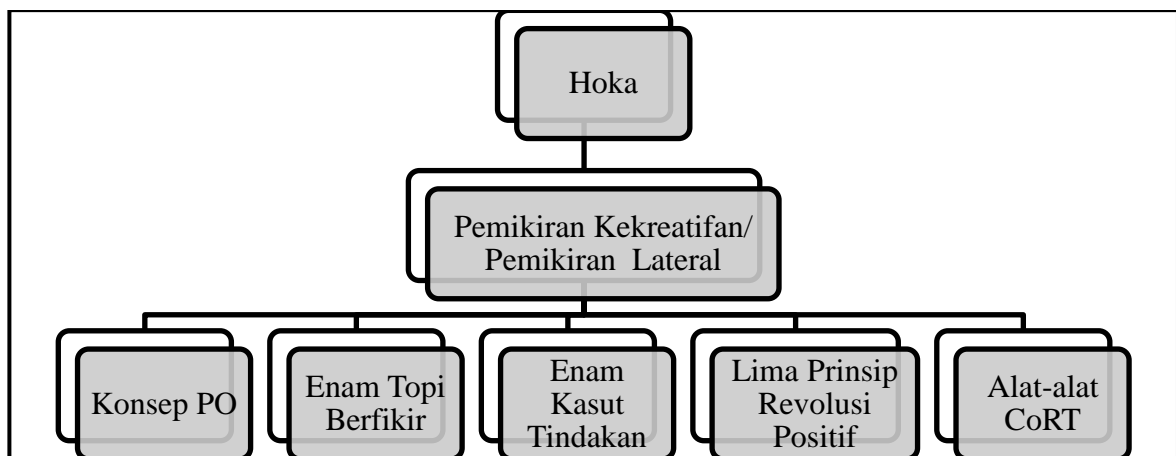 Hoka
Pemikiran Kekreatifan/
Pemikiran Lateral
Konsep PO
Enam Topi
Berfikir
Enam
Kasut
Tindakan
Lima Prinsip
Revolusi
Positif
Alat-alat
CoRT